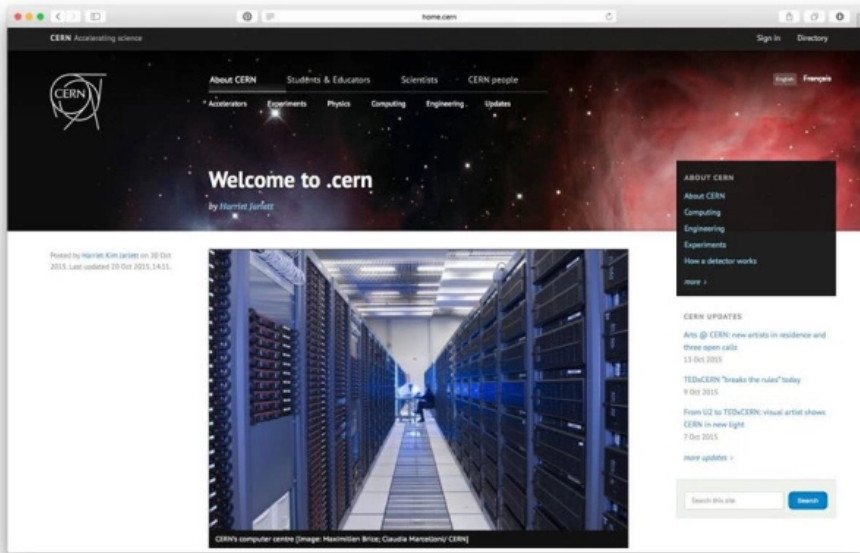 home.cern
CERN Accelerating science
Sign in Directory
CERN
About CERN Students & Educators Scientists CERN people
English Français
Accelerators Experiments Physics Computing Engineering Updates
Welcome to .cern
by Harriet Jarlett
Posted by Harriet Kim Jarlett on 20 Oct
2015. Last updated 20 Oct 2015, 14.11.
ABOUT CERN
About CERN
Computing
Engineering
Experiments
How a detector works
more ›
CERN UPDATES
Arts @ CERN: new artists in residence and
three open calls
13 Oct 2015
TEDxCERN "breaks the rules" today
9 Oct 2015
From U2 to TEDxCERN: visual artist shows
CERN in new light
7 Oct 2015
more updates ›
Search this site Search
CERN's computer centre (Image: Maximilien Brice; Claudia Marcelloni/ CERN)